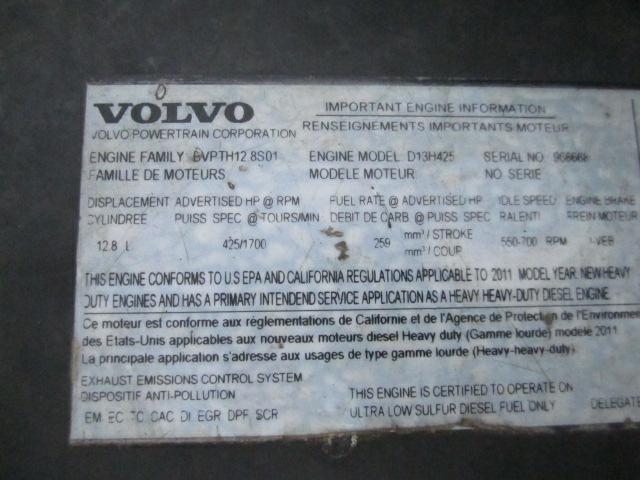 VOLVO
VOLVO POWERTRAIN CORPORATION
IMPORTANT ENGINE INFORMATION
RENSEIGNEMENTS IMPORTANTS MOTEUR
ENGINE FAMILY BVPTH12.8S01 ENGINE MODEL D13H425 SERIAL NO
FAMILLE DE MOTEURS MODELE MOTEUR NO SERIE
DISPLACEMENT ADVERTISED HP @ RPM FUEL RATE @ ADVERTISED HP IDLE SPEED ENGINE BRAKE
CYLINDREE PUISS SPEC @ TOURS/MIN DEBIT DE CARB @ PUISS SPEC RALENTI FREIN MOTEUR
12.8 L 425/1700 259 mm³ / STROKE 550-700 RPM VEB
mm³ / COUP
THIS ENGINE CONFORMS TO U.S EPA AND CALIFORNIA REGULATIONS APPLICABLE TO 2011 MODEL YEAR NEW HEAVY
DUTY ENGINES AND HAS A PRIMARY INTENDEND SERVICE APPLICATION AS A HEAVY HEAVY-DUTY DIESEL ENGINE
Ce moteur est conforme aux réglementations de Californie et de l'Agence de Protection de l'Environneme
des Etats-Unis applicables aux nouveaux moteurs diesel Heavy duty (Gamme lourde) modele 2011
La principale application s'adresse aux usages de type gamme lourde (Heavy-heavy-duty)
EXHAUST EMISSIONS CONTROL SYSTEM
DISPOSITIF ANTI-POLLUTION
EM EC TC CAC DI EGR DPF SCR
THIS ENGINE IS CERTIFIED TO OPERATE ON
ULTRA LOW SULFUR DIESEL FUEL ONLY
DELEGATE